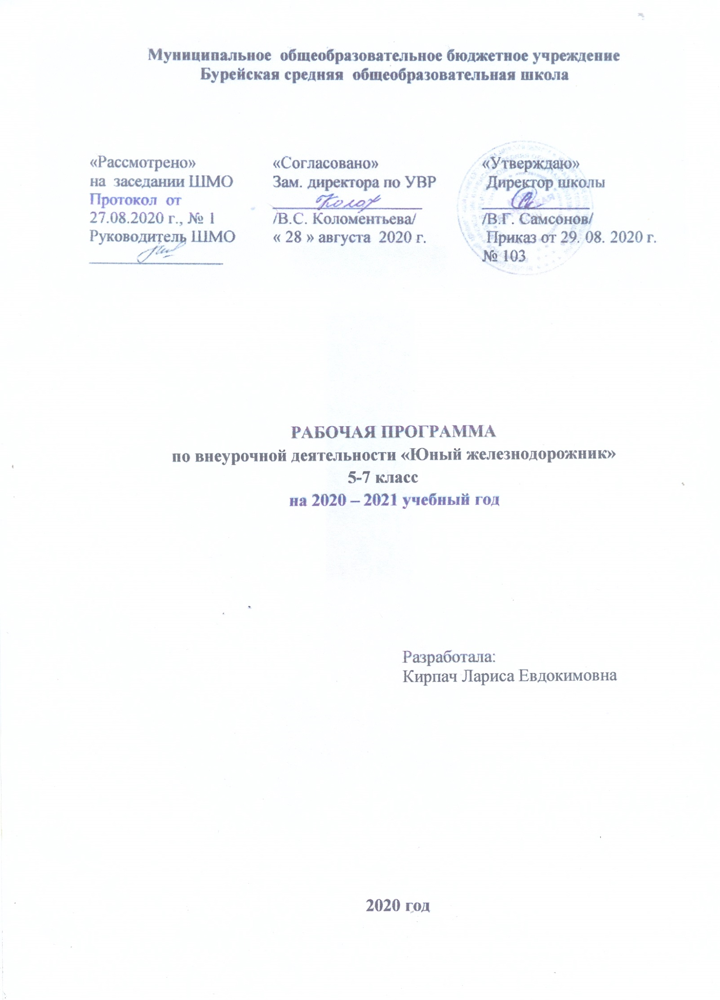 Муниципальное общеобразовательное бюджетное учреждение
Бурейская средняя общеобразовательная школа
«Рассмотрено»
на заседании ШМО
Протокол от
27.08.2020 г., № 1
Руководитель ШМО
«Согласовано»
Зам. директора по УВР
/В.С. Коломентьева/
« 28 » августа 2020 г.
«Утверждаю»
Директор школы
/В.Г. Самсонов/
Приказ от 29. 08. 2020 г.
№ 103
РАБОЧАЯ ПРОГРАММА
по внеурочной деятельности «Юный железнодорожник»
5-7 класс
на 2020 – 2021 учебный год
Разработала:
Кирпач Лариса Евдокимовна
2020 год